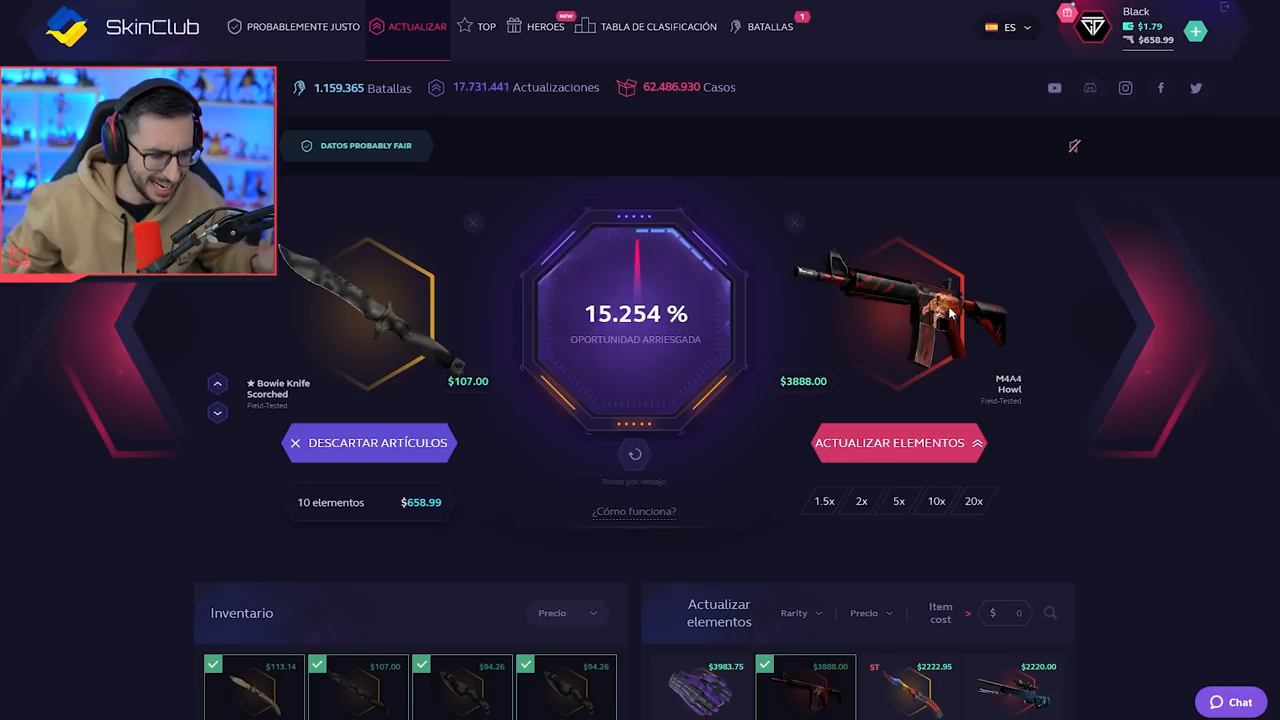 SkinClub
PROBABLEMENTE JUSTO
ACTUALIZAR
TOP
HEROES
NEW
TABLA DE CLASIFICACIÓN
BATALLAS
1
ES
Black
$1.79
$658.99
1.159.365 Batallas
17.731.441 Actualizaciones
62.486.930 Casos
DATOS PROBABLY FAIR
15.254 %
OPORTUNIDAD ARRIESGADA
★ Bowie Knife
Scorched
Field-Tested
$107.00
$3888.00
M4A4
Howl
Field-Tested
DESCARTAR ARTÍCULOS
ACTUALIZAR ELEMENTOS
Rodar por debajo
10 elementos
$658.99
¿Cómo funciona?
1.5x
2x
5x
10x
20x
Inventario
Precio
Actualizar
elementos
Rarlty
Precio
Item
cost
>
$ 0
$113.14
$107.00
$94.26
$94.26
$3983.75
$3888.00
ST
$2222.95
$2220.00
Chat